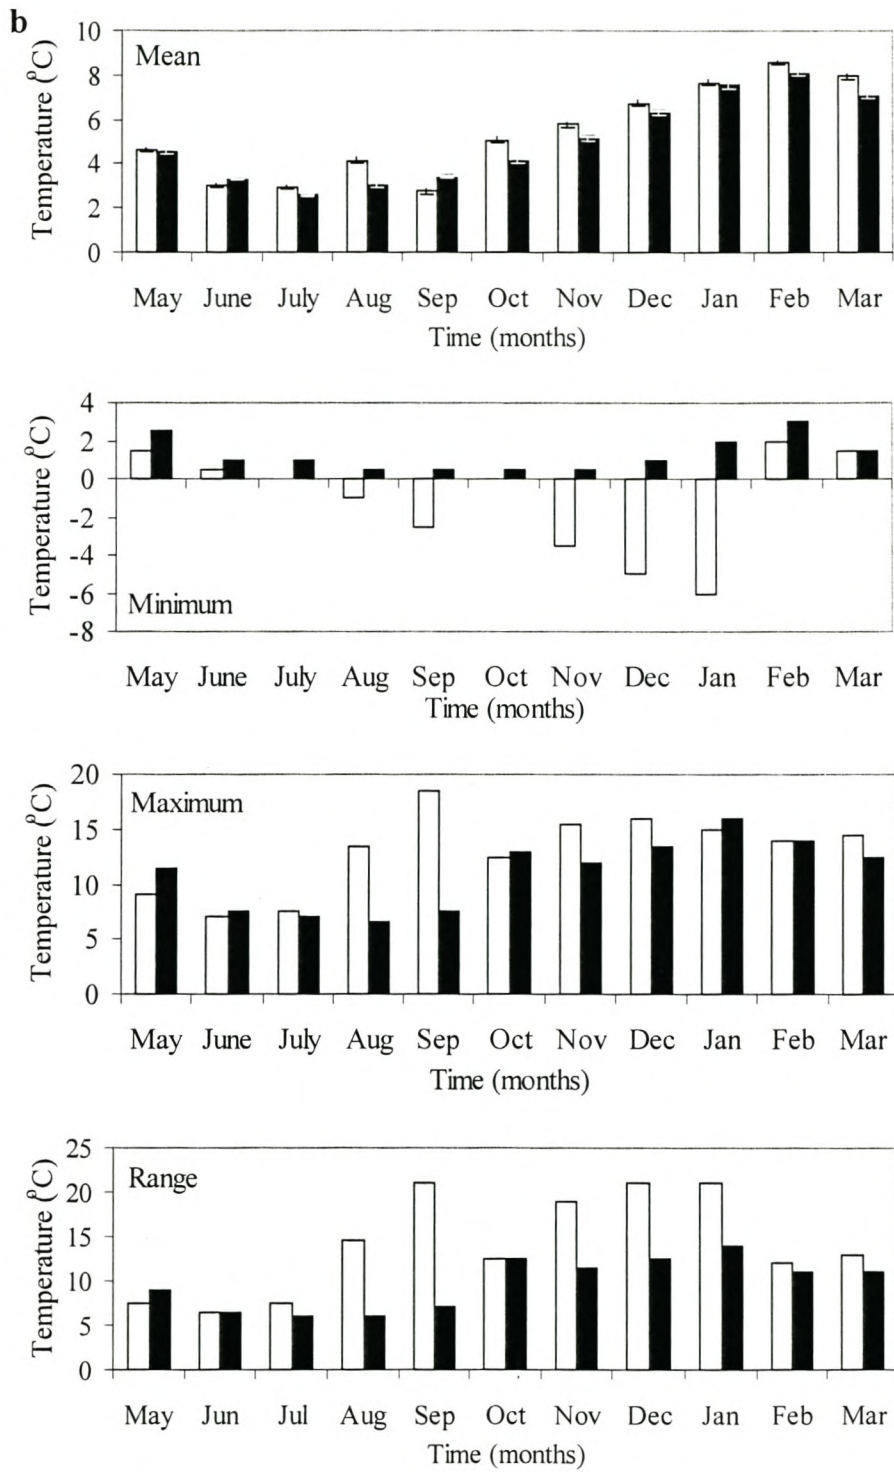 b
Temperature (ºC)
10
8
6
4
2
0
Mean
May June July Aug Sep Oct Nov Dec Jan Feb Mar
Time (months)
Temperature (ºC)
4
2
0
-2
-4
-6
-8
Minimum
May June July Aug Sep Oct Nov Dec Jan Feb Mar
Time (months)
Temperature (ºC)
20
15
10
5
0
Maximum
May June July Aug Sep Oct Nov Dec Jan Feb Mar
Time (months)
Temperature (ºC)
25
20
15
10
5
0
Range
May Jun Jul Aug Sep Oct Nov Dec Jan Feb Mar
Time (months)